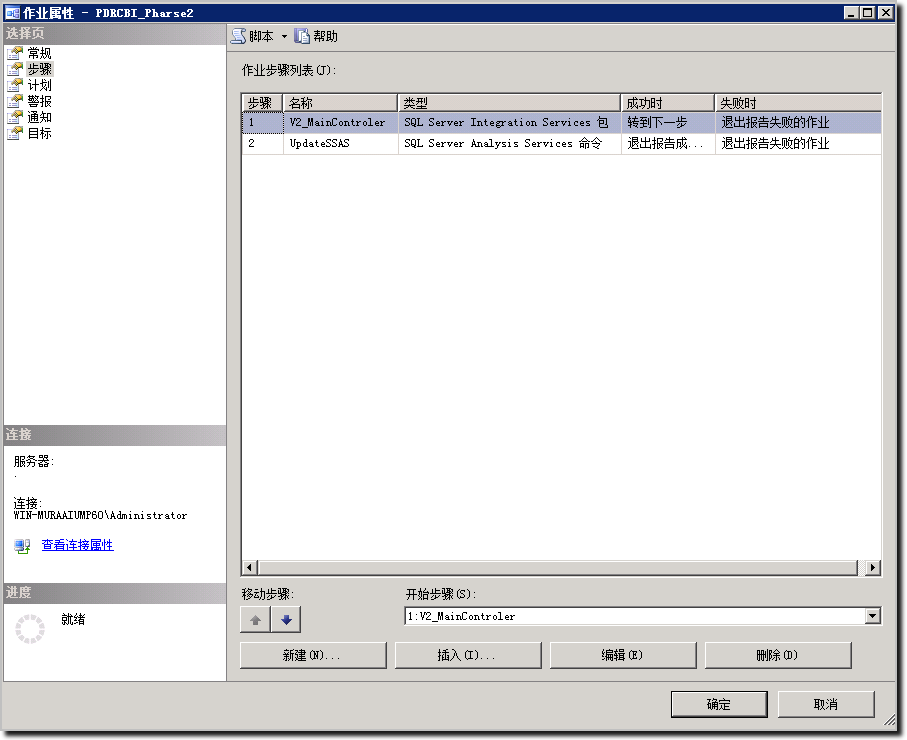 作业属性 - PDRCBI_Pharse2
选择页
常规
步骤
计划
警报
通知
目标
脚本 帮助
作业步骤列表(J):
步骤 名称 类型 成功时 失败时
1 V2_MainControler SQL Server Integration Services 包 转到下一步 退出报告失败的作业
2 UpdateSSAS SQL Server Analysis Services 命令 退出报告成... 退出报告失败的作业
连接
服务器:
.
连接:
WIN-MURAAIUMP6O\Administrator
查看连接属性
进度
就绪
移动步骤: 开始步骤(S):
1:V2_MainControler
新建(N)... 插入(I)... 编辑(E) 删除(D)
确定 取消